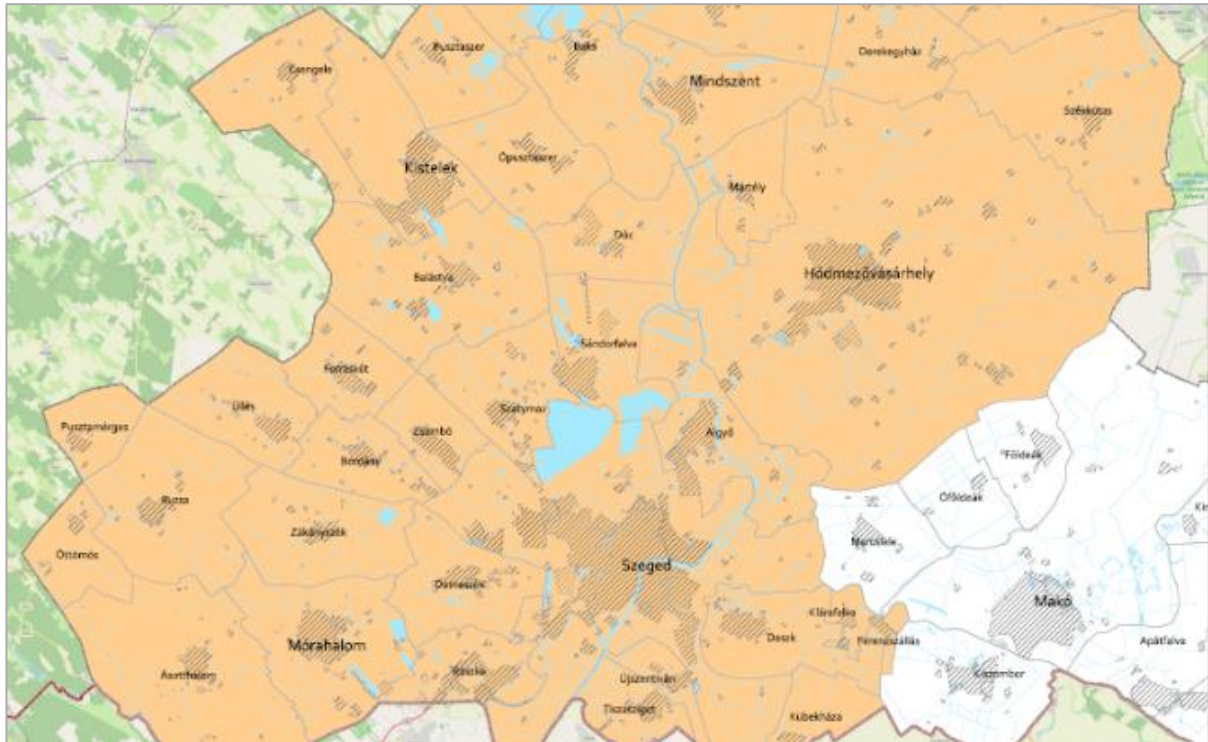 Pusztaszer
Baks
Derekegyház
Csengele
Mindszent
Székkutas
Kistelek
Ópusztaszer
Mártély
Dóc
Balástya
Hódmezővásárhely
Sándorfalva
Forráskút
Üllés
Szatymaz
Pusztamérges
Zsombó
Algyő
Bordány
Földeák
Óföldeák
Ruzsa
Zákányszék
Maroslele
Öttömös
Szeged
Domaszék
Makó
Klárafalva
Deszk
Ferencszállás
Mórahalom
Apátfalva
Ásotthalom
Röszke
Újszentiván
Kiszombor
Tiszasziget
Kübekháza